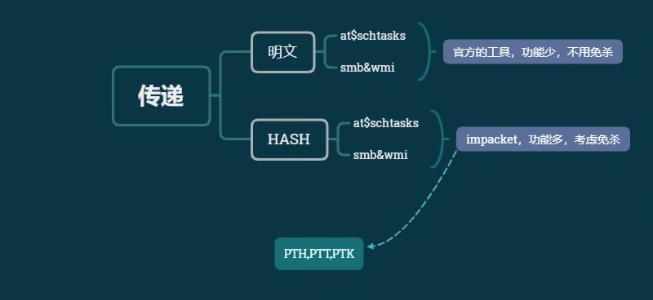 传递
明文
at$schtasks
smb&wmi
官方的工具，功能少，不用免杀
HASH
at&schtasks
smb&wmi
impacket，功能多，考虑免杀
PTH,PTT,PTK